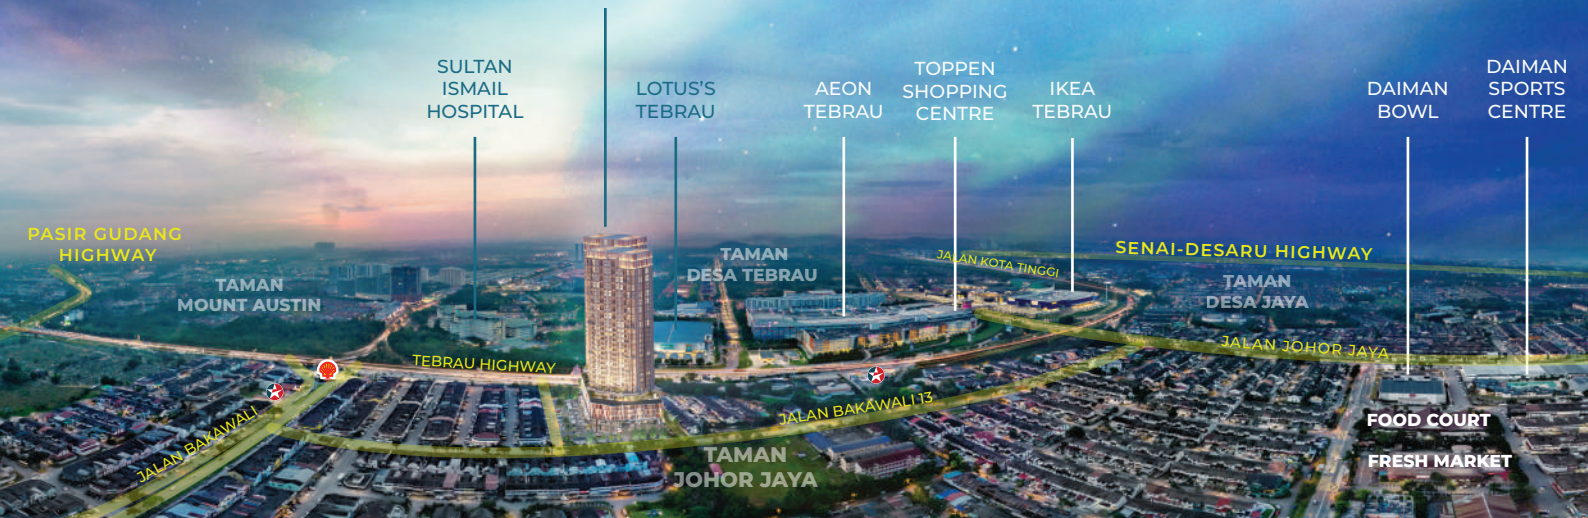 SULTAN
ISMAIL
HOSPITAL
LOTUS'S
TEBRAU
AEON
TEBRAU
TOPPEN
SHOPPING
CENTRE
IKEA
TEBRAU
DAIMAN
BOWL
DAIMAN
SPORTS
CENTRE
PASIR GUDANG
HIGHWAY
TAMAN
MOUNT AUSTIN
TAMAN
DESA TEBRAU
JALAN KOTA TINGGI
SENAI-DESARU HIGHWAY
TAMAN
DESA JAYA
TEBRAU HIGHWAY
JALAN JOHOR JAYA
JALAN BAKAWALI
JALAN BAKAWALI 13
TAMAN
JOHOR JAYA
FOOD COURT
FRESH MARKET